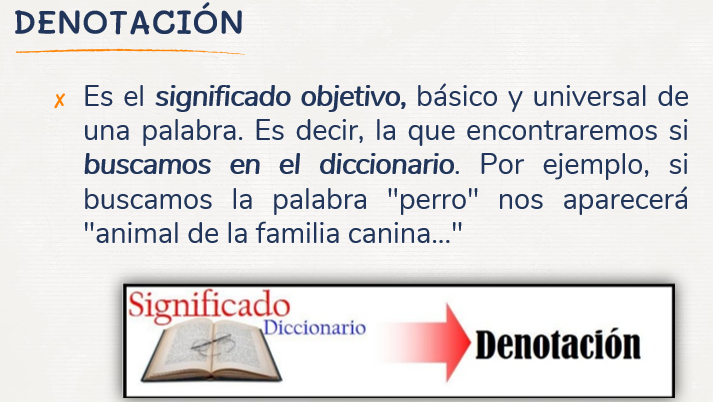 DENOTACIÓN
✗ Es el significado objetivo, básico y universal de
una palabra. Es decir, la que encontraremos si
buscamos en el diccionario. Por ejemplo, si
buscamos la palabra "perro" nos aparecerá
"animal de la familia canina..."
Significado
Diccionario
Denotación